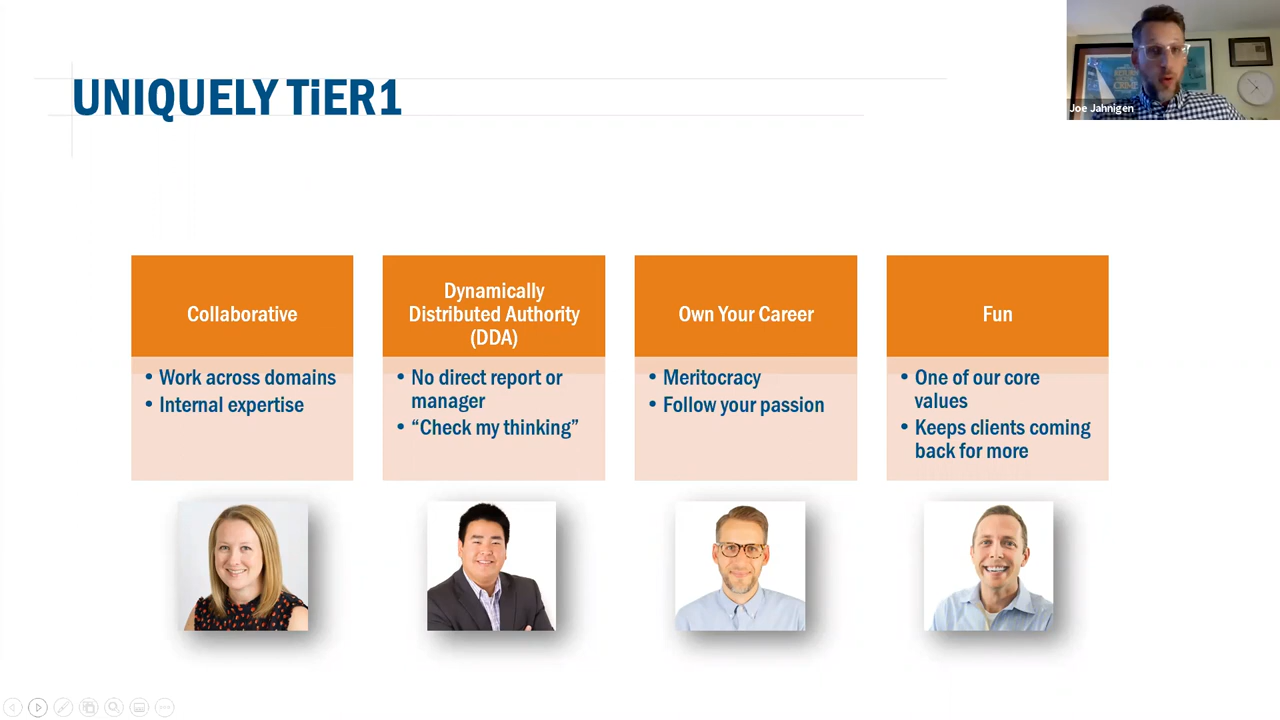 UNIQUELY TiER1
Joe Jahnigen
Collaborative
• Work across domains
• Internal expertise
Dynamically
Distributed Authority
(DDA)
• No direct report or
manager
• “Check my thinking”
Own Your Career
• Meritocracy
• Follow your passion
Fun
• One of our core
values
• Keeps clients coming
back for more